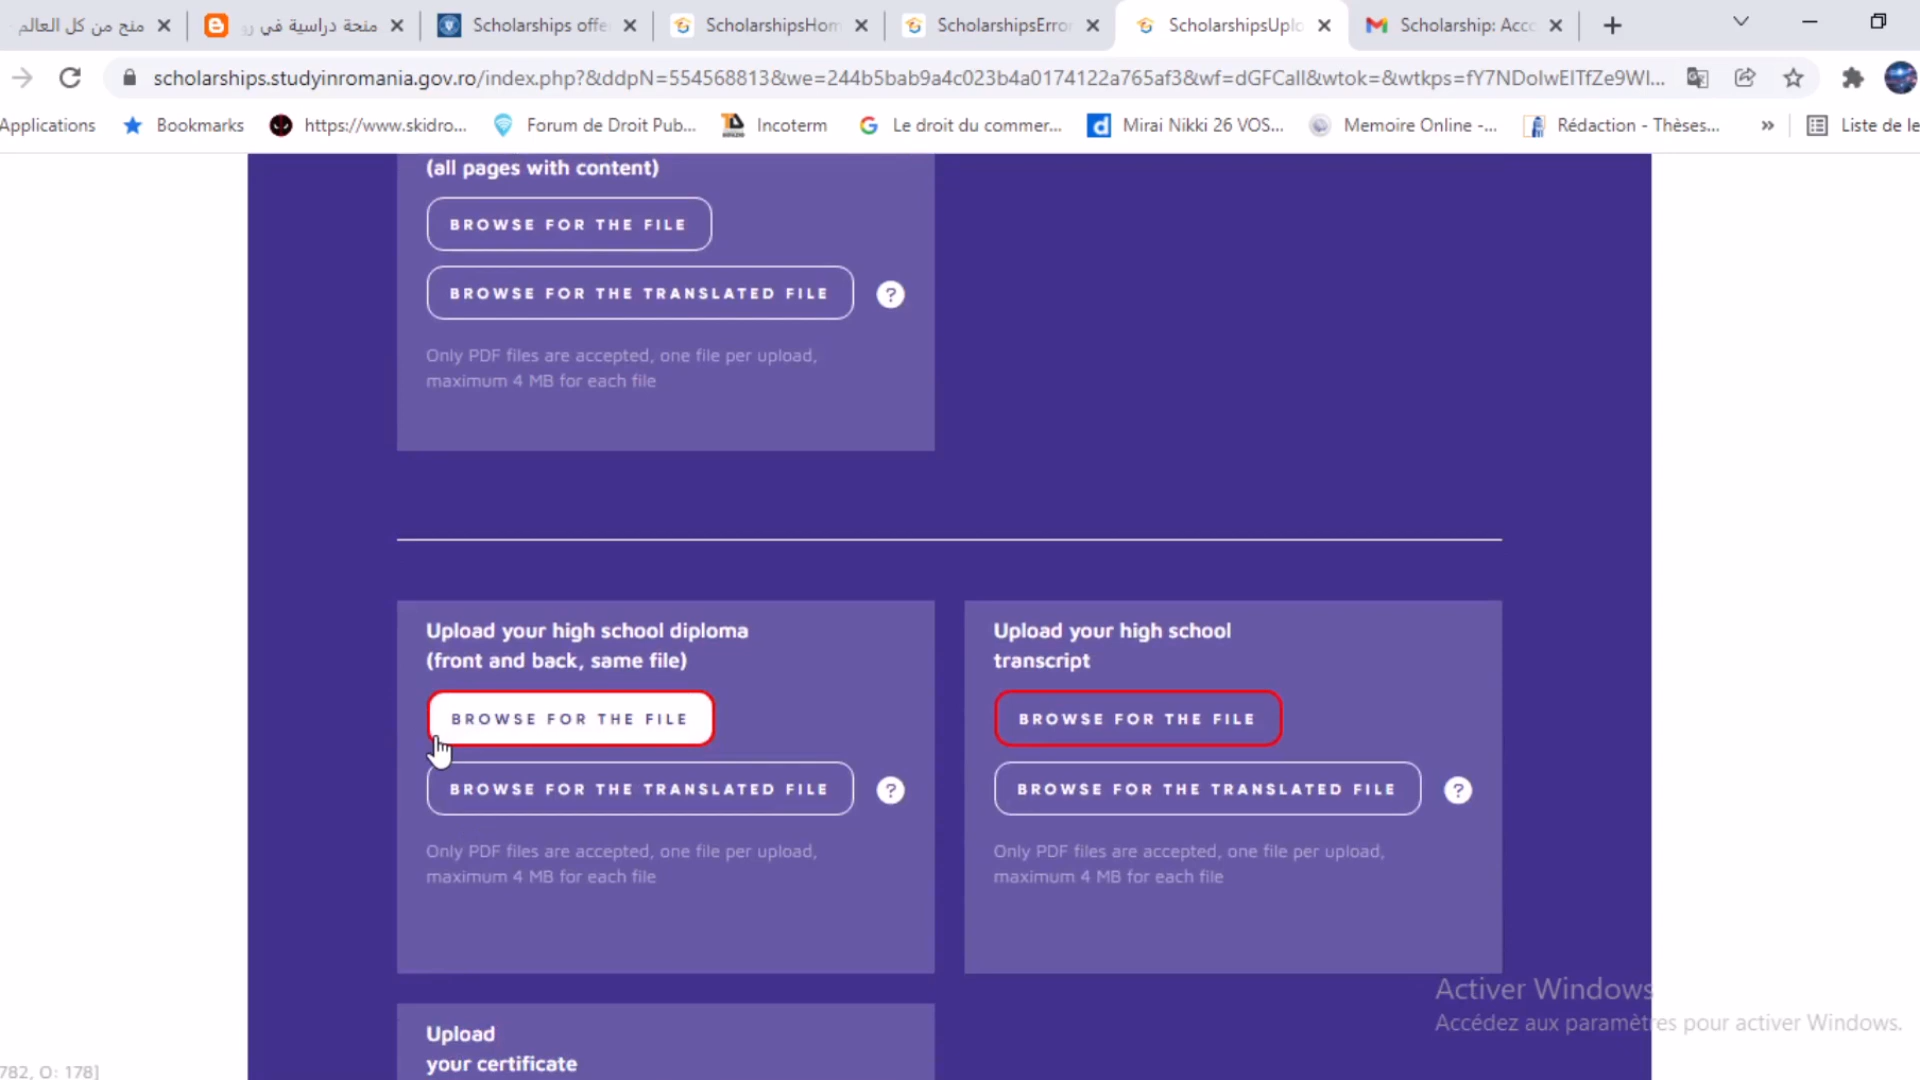 منح من كل العالم
منحة دراسية في رو
Scholarships offe
ScholarshipsHom
ScholarshipsError
ScholarshipsUplo
Scholarship: Acco
scholarships.studyinromania.gov.ro/index.php?&ddpN=554568813&we=244b5bab9a4c023b4a0174122a765af3&wf=dGFCall&wtok=&wtkps=fY7NDoIwEITfZe9WI...
Applications
Bookmarks
https://www.skidro...
Forum de Droit Pub...
Incoterm
Le droit du commer...
Mirai Nikki 26 VOS...
Memoire Online -...
Rédaction - Thèses...
»
Liste de le
(all pages with content)
BROWSE FOR THE FILE
BROWSE FOR THE TRANSLATED FILE
?
Only PDF files are accepted, one file per upload,
maximum 4 MB for each file
Upload your high school diploma
(front and back, same file)
BROWSE FOR THE FILE
BROWSE FOR THE TRANSLATED FILE
?
Only PDF files are accepted, one file per upload,
maximum 4 MB for each file
Upload your high school
transcript
BROWSE FOR THE FILE
BROWSE FOR THE TRANSLATED FILE
?
Only PDF files are accepted, one file per upload,
maximum 4 MB for each file
Upload
your certificate
Activer Windows
Accédez aux paramètres pour activer Windows.
782, O: 178]